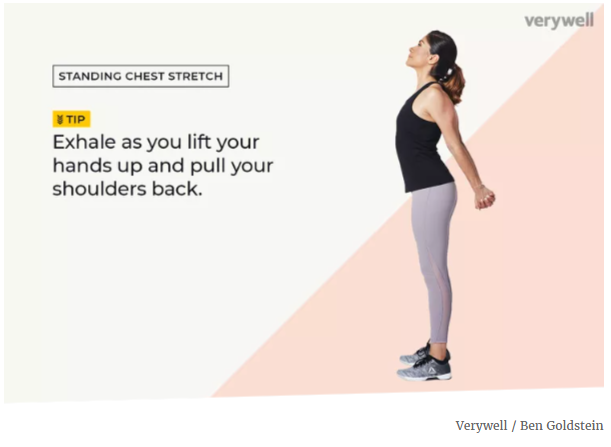 verywell
STANDING CHEST STRETCH
TIP
Exhale as you lift your
hands up and pull your
shoulders back.
Verywell / Ben Goldstein